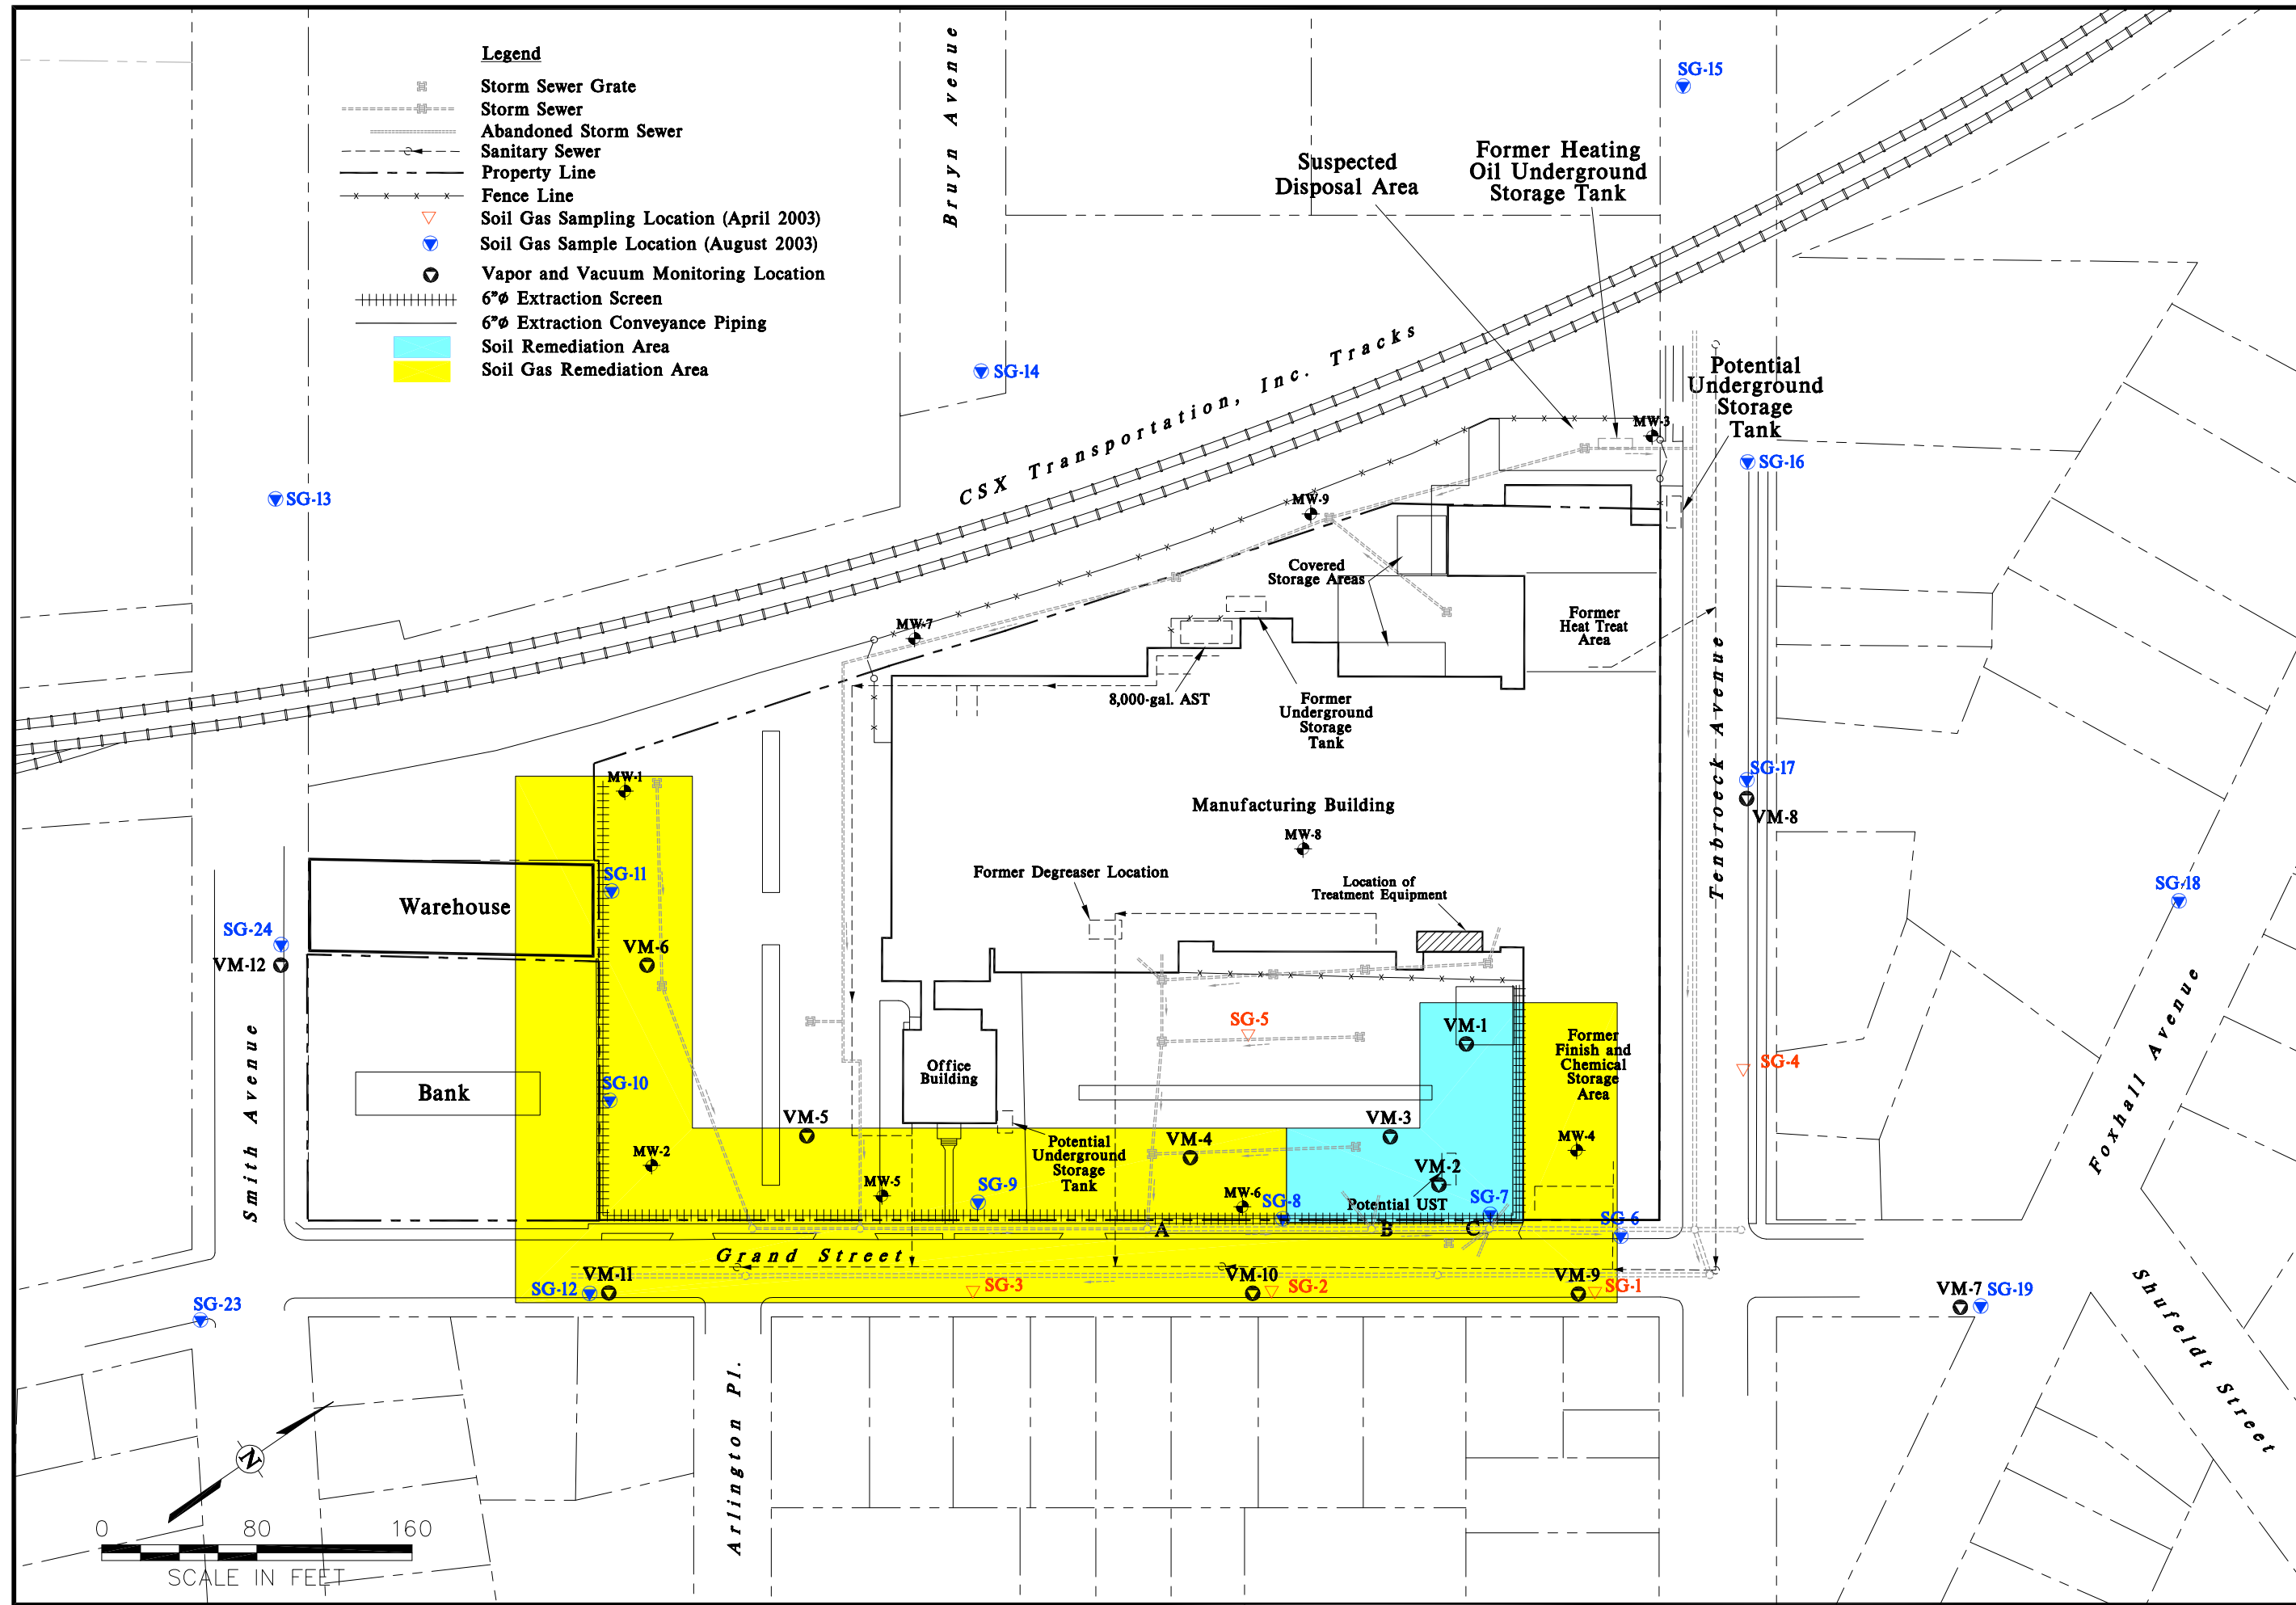 Legend
Storm Sewer Grate
Storm Sewer
Abandoned Storm Sewer
Sanitary Sewer
Property Line
Fence Line
Soil Gas Sampling Location (April 2003)
Soil Gas Sample Location (August 2003)
Vapor and Vacuum Monitoring Location
6"ø Extraction Screen
6"ø Extraction Conveyance Piping
Soil Remediation Area
Soil Gas Remediation Area
Bruyn Avenue
SG-15
Suspected
Disposal Area
Former Heating
Oil Underground
Storage Tank
SG-14
CSX Transportation, Inc. Tracks
Potential
Underground
Storage
Tank
MW-3
SG-16
SG-13
MW-9
Covered
Storage Areas
Former
Heat Treat
Area
MW-7
8,000-gal. AST
Former
Underground
Storage
Tank
Tenbroeck Avenue
SG-17
VM-8
MW-1
Manufacturing Building
MW-8
SG-11
Former Degreaser Location
Location of
Treatment Equipment
SG-18
Warehouse
SG-24
VM-12
VM-6
Smith Avenue
Foxhall Avenue
SG-5
VM-1
Former
Finish and
Chemical
Storage
Area
SG-4
Office
Building
Bank
SG-10
VM-5
VM-4
VM-3
MW-4
Potential
Underground
Storage
Tank
MW-2
VM-2
MW-5
SG-9
MW-6
SG-8
Potential UST
SG-7
SG-6
A
B
C
Grand Street
SG-12
VM-11
SG-3
VM-10
SG-2
VM-9
SG-1
VM-7
SG-19
SG-23
Shufeldt Street
Arlington Pl.
N
0 80 160
SCALE IN FEET